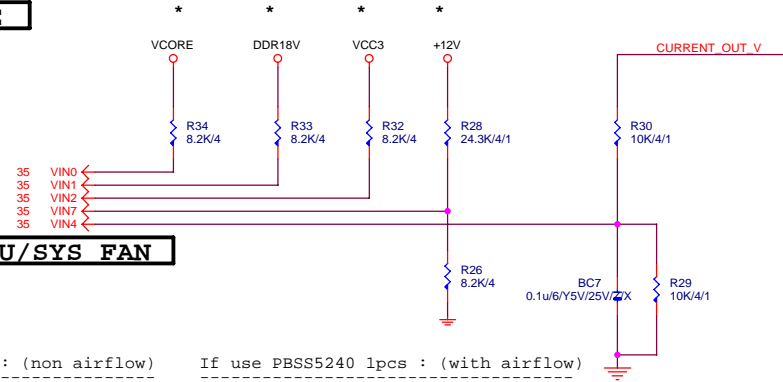 * * * *
VCORE DDR18V VCC3 +12V
CURRENT_OUT_V
R34
8.2K/4
R33
8.2K/4
R32
8.2K/4
R28
24.3K/4/1
R30
10K/4/1
35 VIN0
35 VIN1
35 VIN2
35 VIN7
35 VIN4
U/SYS FAN
R26
8.2K/4
BC7
0.1u/6/Y5V/25V/Z/X
R29
10K/4/1
: (non airflow) If use PBSS5240 1pcs : (with airflow)